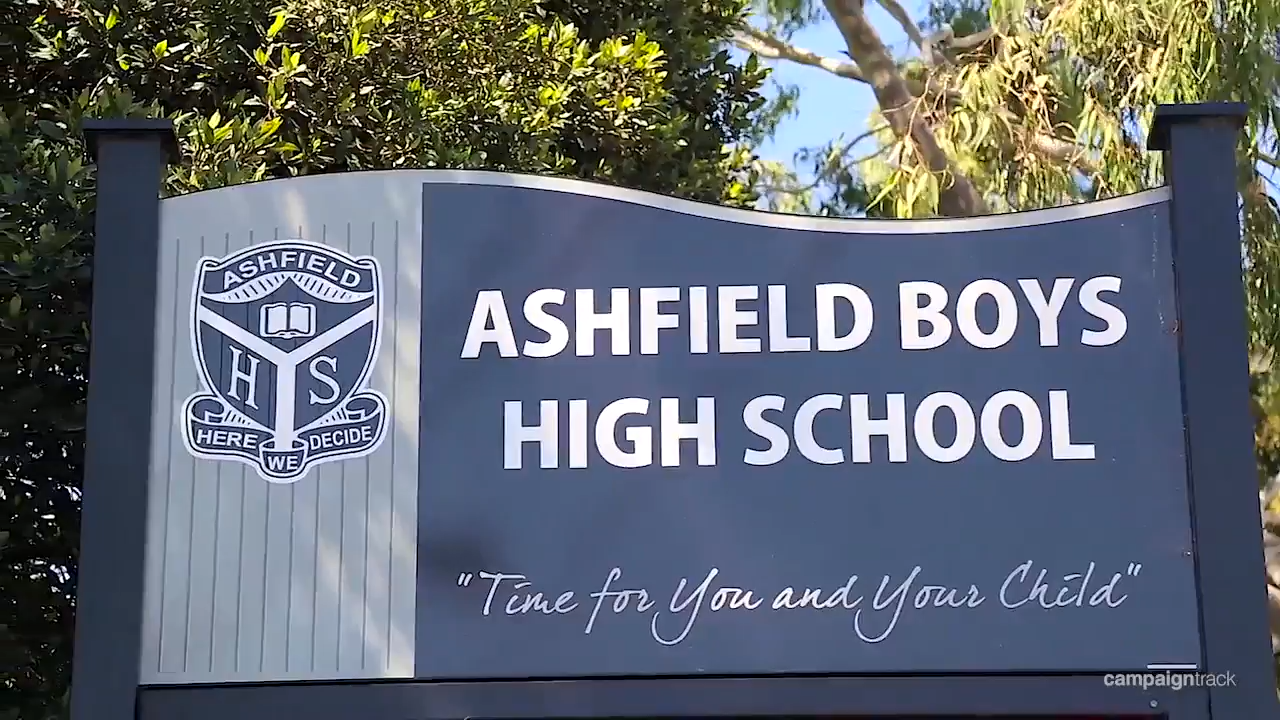 ASHFIELD
H S
HERE WE DECIDE
ASHFIELD BOYS
HIGH SCHOOL
"Time for You and Your Child"
campaigntrack